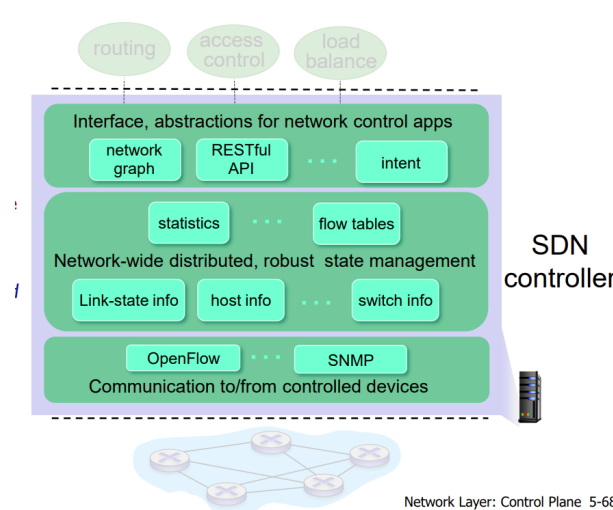 routing
access
control
load
balance
Interface, abstractions for network control apps
network
graph
RESTful
API
intent
e
statistics
flow tables
Network-wide distributed, robust state management
d
Link-state info
host info
switch info
SDN
controller
OpenFlow
SNMP
Communication to/from controlled devices
Network Layer: Control Plane 5-68